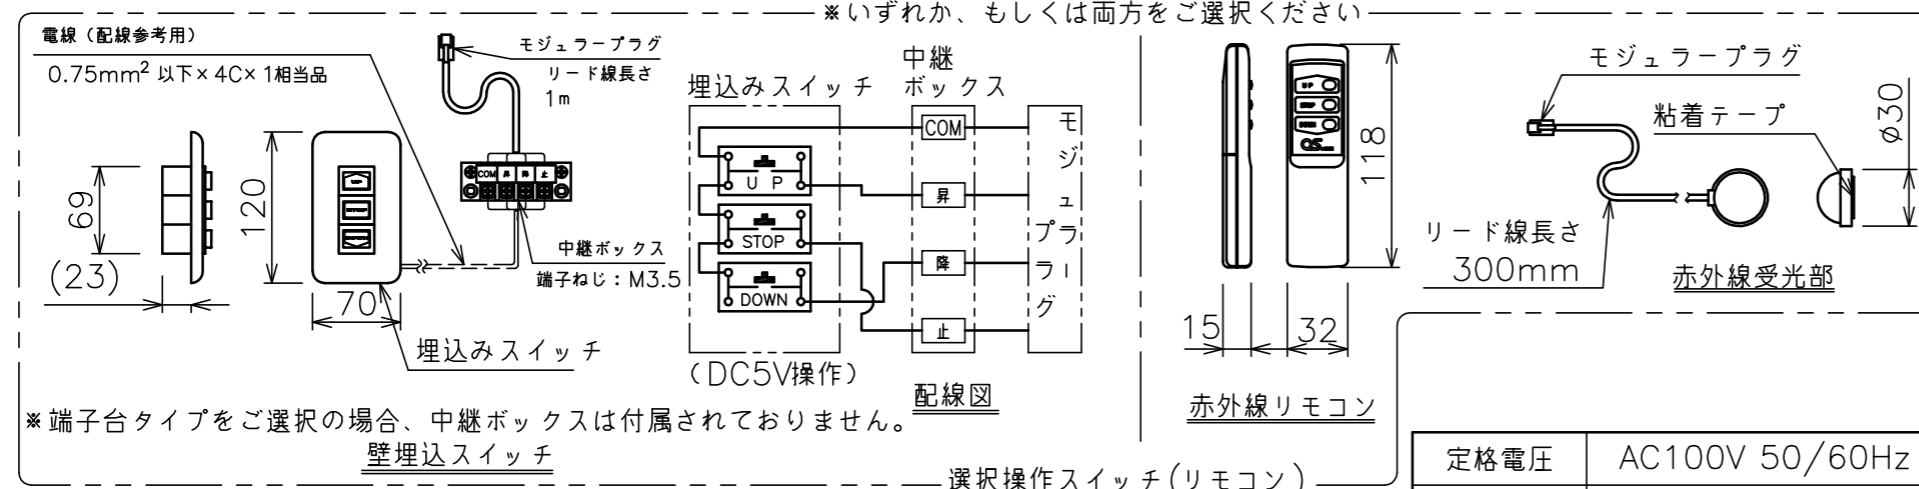 ※いずれか、もしくは両方をご選択ください
電線（配線参考用）
0.75mm² 以下×4C×1相当品
モジュラープラグ
リード線長さ
1m
69
(23)
120
70
COM 昇 降 止
中継ボックス
端子ねじ：M3.5
埋込みスイッチ
※端子台タイプをご選択の場合、中継ボックスは付属されておりません。
壁埋込スイッチ
埋込みスイッチ
中継
ボックス
UP
STOP
DOWN
COM
昇
降
止
モジュラープラグ
(DC5V操作)
配線図
UP
STOP
DOWN
OS
118
15
32
赤外線リモコン
モジュラープラグ
粘着テープ
φ30
リード線長さ
300mm
赤外線受光部
選択操作スイッチ(リモコン)
定格電圧
AC100V 50/60Hz